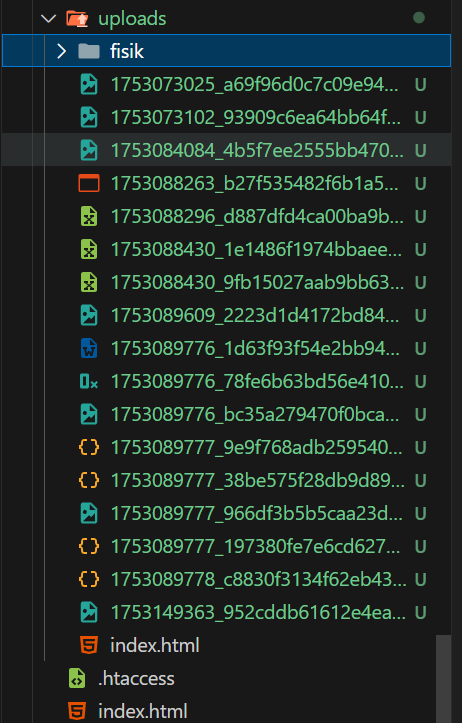 uploads
fisik
1753073025_a69f96d0c7c09e94... U
1753073102_93909c6ea64bb64f... U
1753084084_4b5f7ee2555bb470... U
1753088263_b27f535482f6b1a5... U
1753088296_d887dfd4ca00ba9b... U
1753088430_1e1486f1974bbaee... U
1753088430_9fb15027aab9bb63... U
1753089609_2223d1d4172bd84... U
1753089776_1d63f93f54e2bb94... U
1753089776_78fe6b63bd56e410... U
1753089776_bc35a279470f0bca... U
1753089777_9e9f768adb259540... U
1753089777_38be575f28db9d89... U
1753089777_966df3b5b5caa23d... U
1753089777_197380fe7e6cd627... U
1753089778_c8830f3134f62eb43... U
1753149363_952cddb61612e4ea... U
index.html
.htaccess
index.html